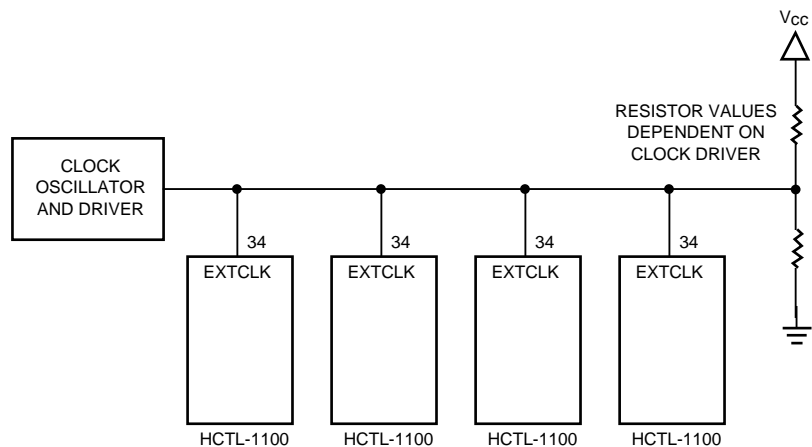 VCC
RESISTOR VALUES
DEPENDENT ON
CLOCK DRIVER
CLOCK
OSCILLATOR
AND DRIVER
34
34
34
34
EXTCLK
EXTCLK
EXTCLK
EXTCLK
HCTL-1100
HCTL-1100
HCTL-1100
HCTL-1100